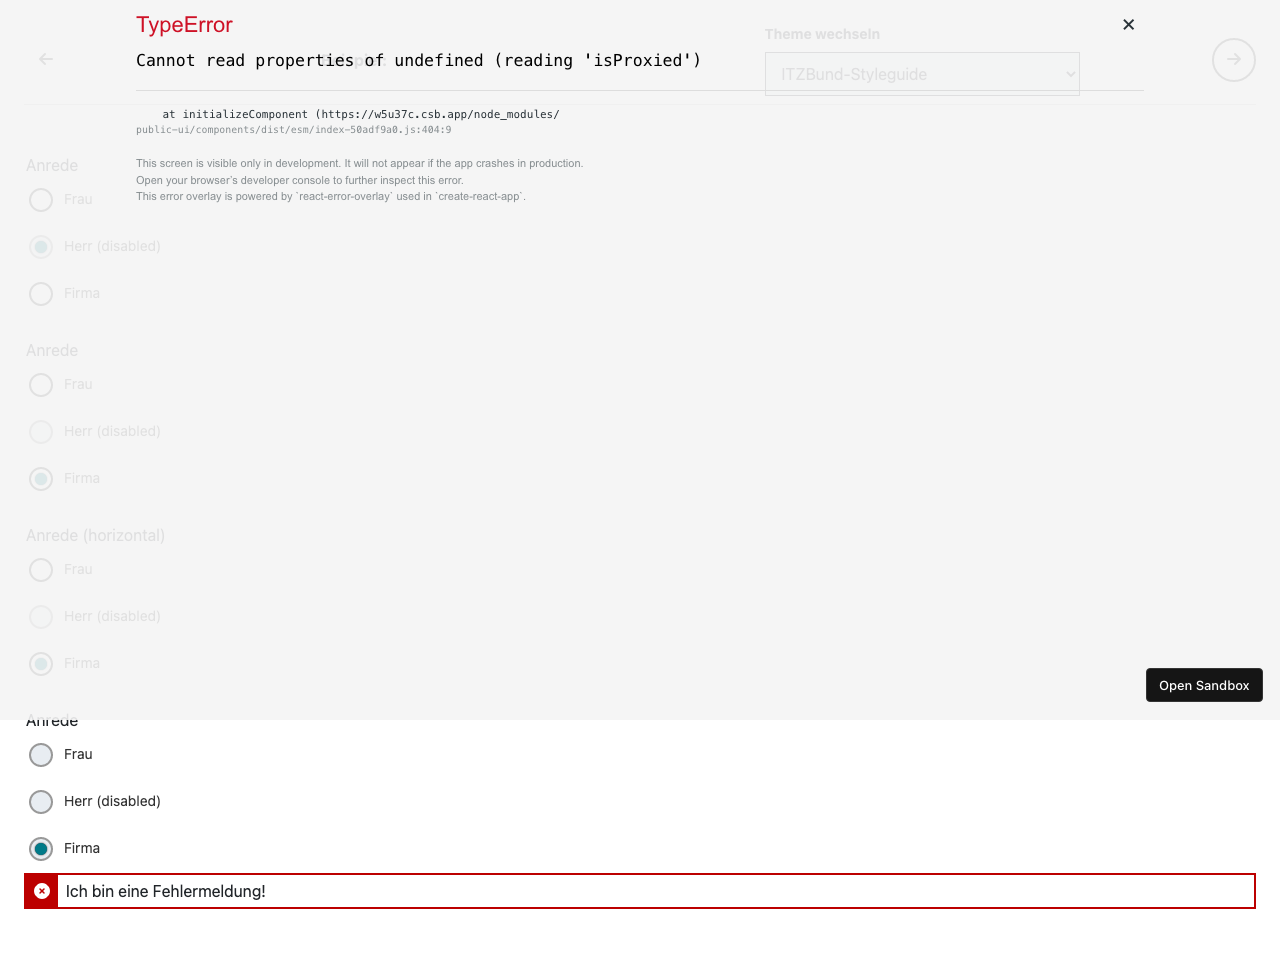 TypeError
Theme wechseln
Cannot read properties of undefined (reading 'isProxied')
ITZBund-Styleguide
at initializeComponent (https://w5u37c.csb.app/node_modules/
public-ui/components/dist/esm/index-50adf9a0.js:404:9
Anrede
This screen is visible only in development. It will not appear if the app crashes in production.
Open your browser's developer console to further inspect this error.
This error overlay is powered by `react-error-overlay` used in `create-react-app`.
Frau
Herr (disabled)
Firma
Anrede
Frau
Herr (disabled)
Firma
Anrede (horizontal)
Frau
Herr (disabled)
Firma
Open Sandbox
Anrede
Frau
Herr (disabled)
Firma
Ich bin eine Fehlermeldung!